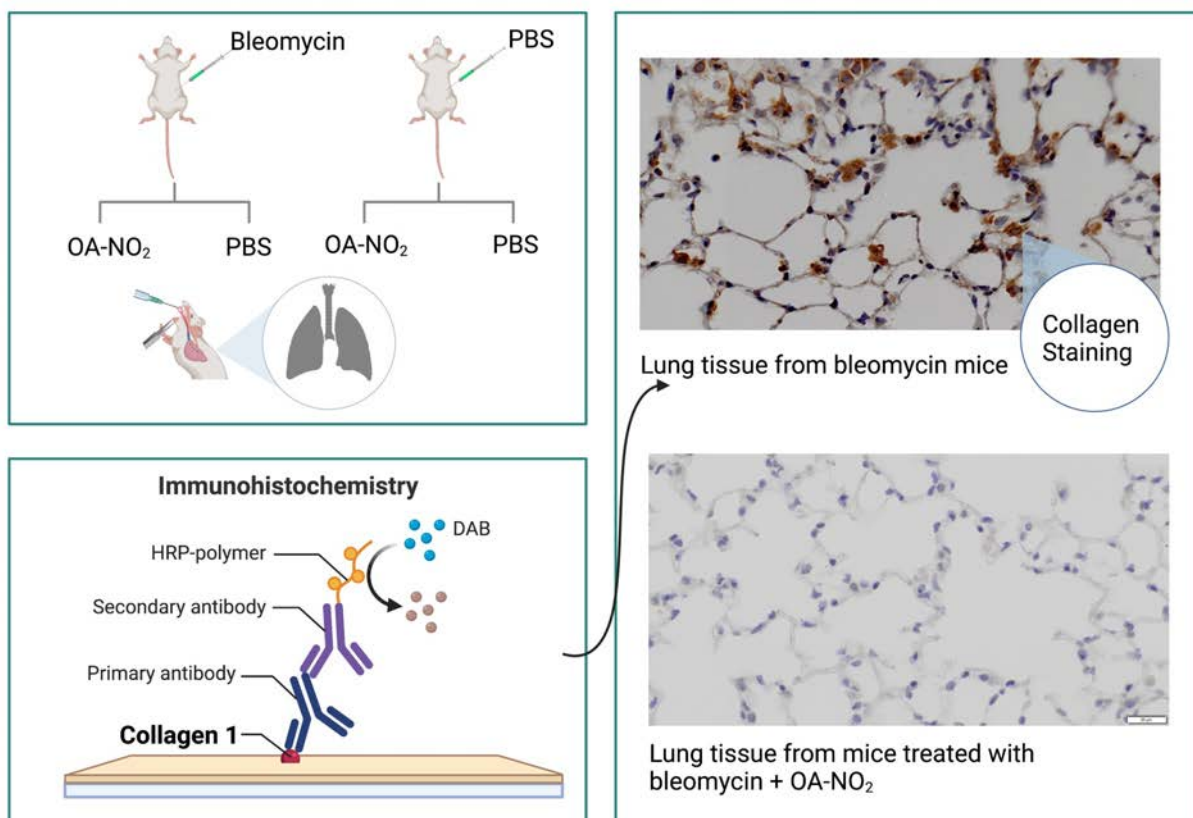 Bleomycin
PBS
OA-NO₂
PBS
OA-NO₂
PBS
Immunohistochemistry
HRP-polymer
DAB
Secondary antibody
Primary antibody
Collagen 1
Collagen
Staining
Lung tissue from bleomycin mice
Lung tissue from mice treated with
bleomycin + OA-NO₂